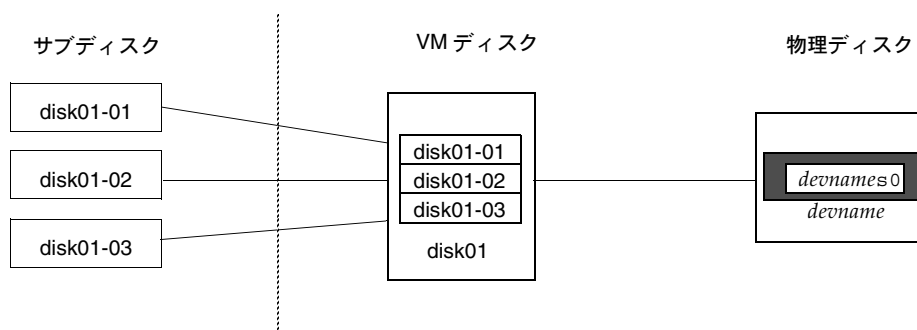 サブディスク
VM ディスク
物理ディスク
disk01-01
disk01-02
disk01-03
disk01-01
disk01-02
disk01-03
disk01
devnames0
devname